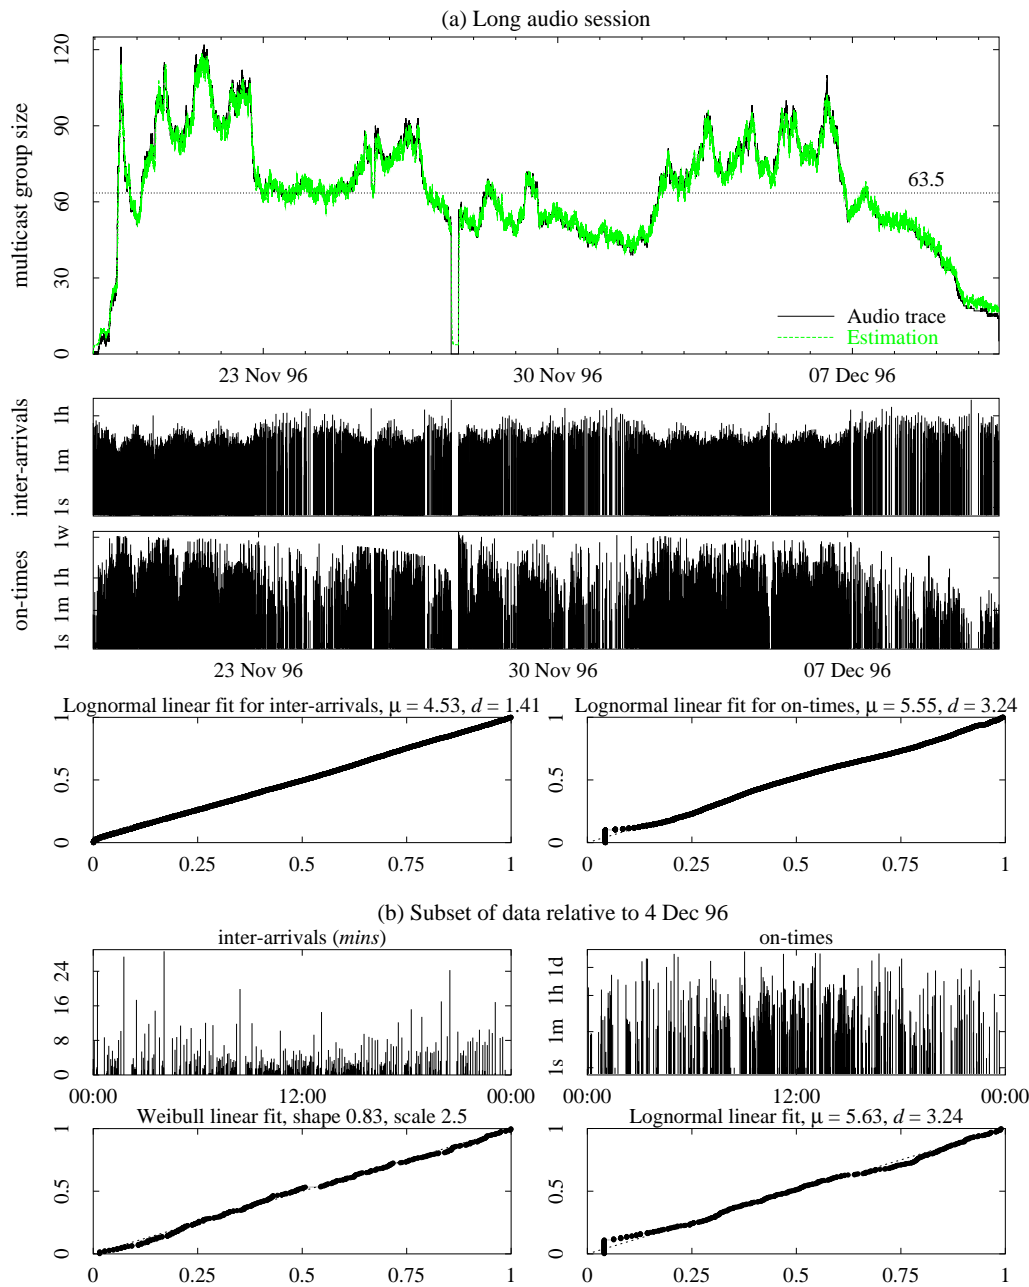 (a) Long audio session
multicast group size
0 30 60 90 120
63.5
Audio trace
Estimation
23 Nov 96 30 Nov 96 07 Dec 96
inter-arrivals
1s 1m 1h
on-times
1s 1m 1h 1w
23 Nov 96 30 Nov 96 07 Dec 96
Lognormal linear fit for inter-arrivals, μ = 4.53, d = 1.41
0 0.5 1
0 0.25 0.5 0.75 1
Lognormal linear fit for on-times, μ = 5.55, d = 3.24
0 0.5 1
0 0.25 0.5 0.75 1
(b) Subset of data relative to 4 Dec 96
inter-arrivals (mins)
0 8 16 24
00:00 12:00 00:00
on-times
1s 1m 1h 1d
00:00 12:00 00:00
Weibull linear fit, shape 0.83, scale 2.5
0 0.5 1
0 0.25 0.5 0.75 1
Lognormal linear fit, μ = 5.63, d = 3.24
0 0.5 1
0 0.25 0.5 0.75 1